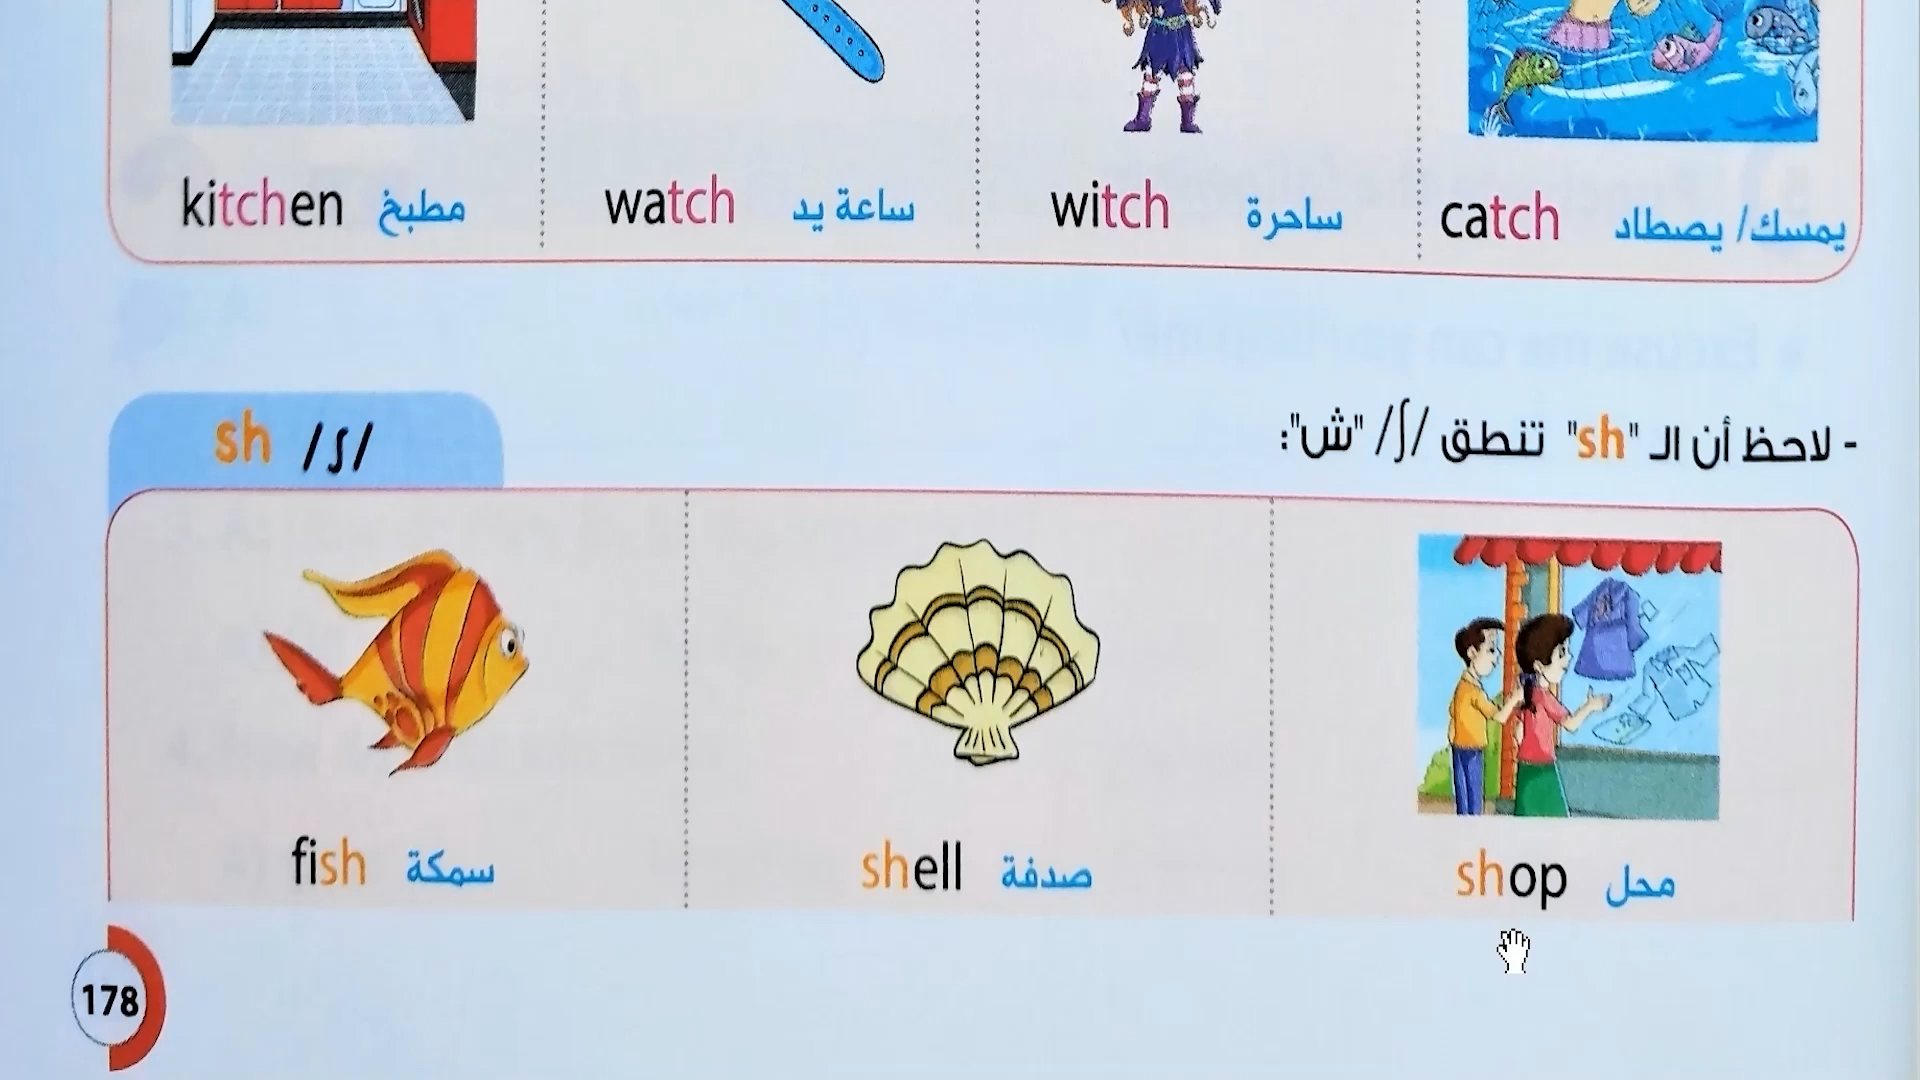 kitchen مطبخ watch ساعة يد witch ساحرة catch يمسك/ يصطاد
sh /ʃ/
- لاحظ أن الـ "sh" تنطق /ʃ/ "ش":
fish سمكة shell صدفة shop محل
178